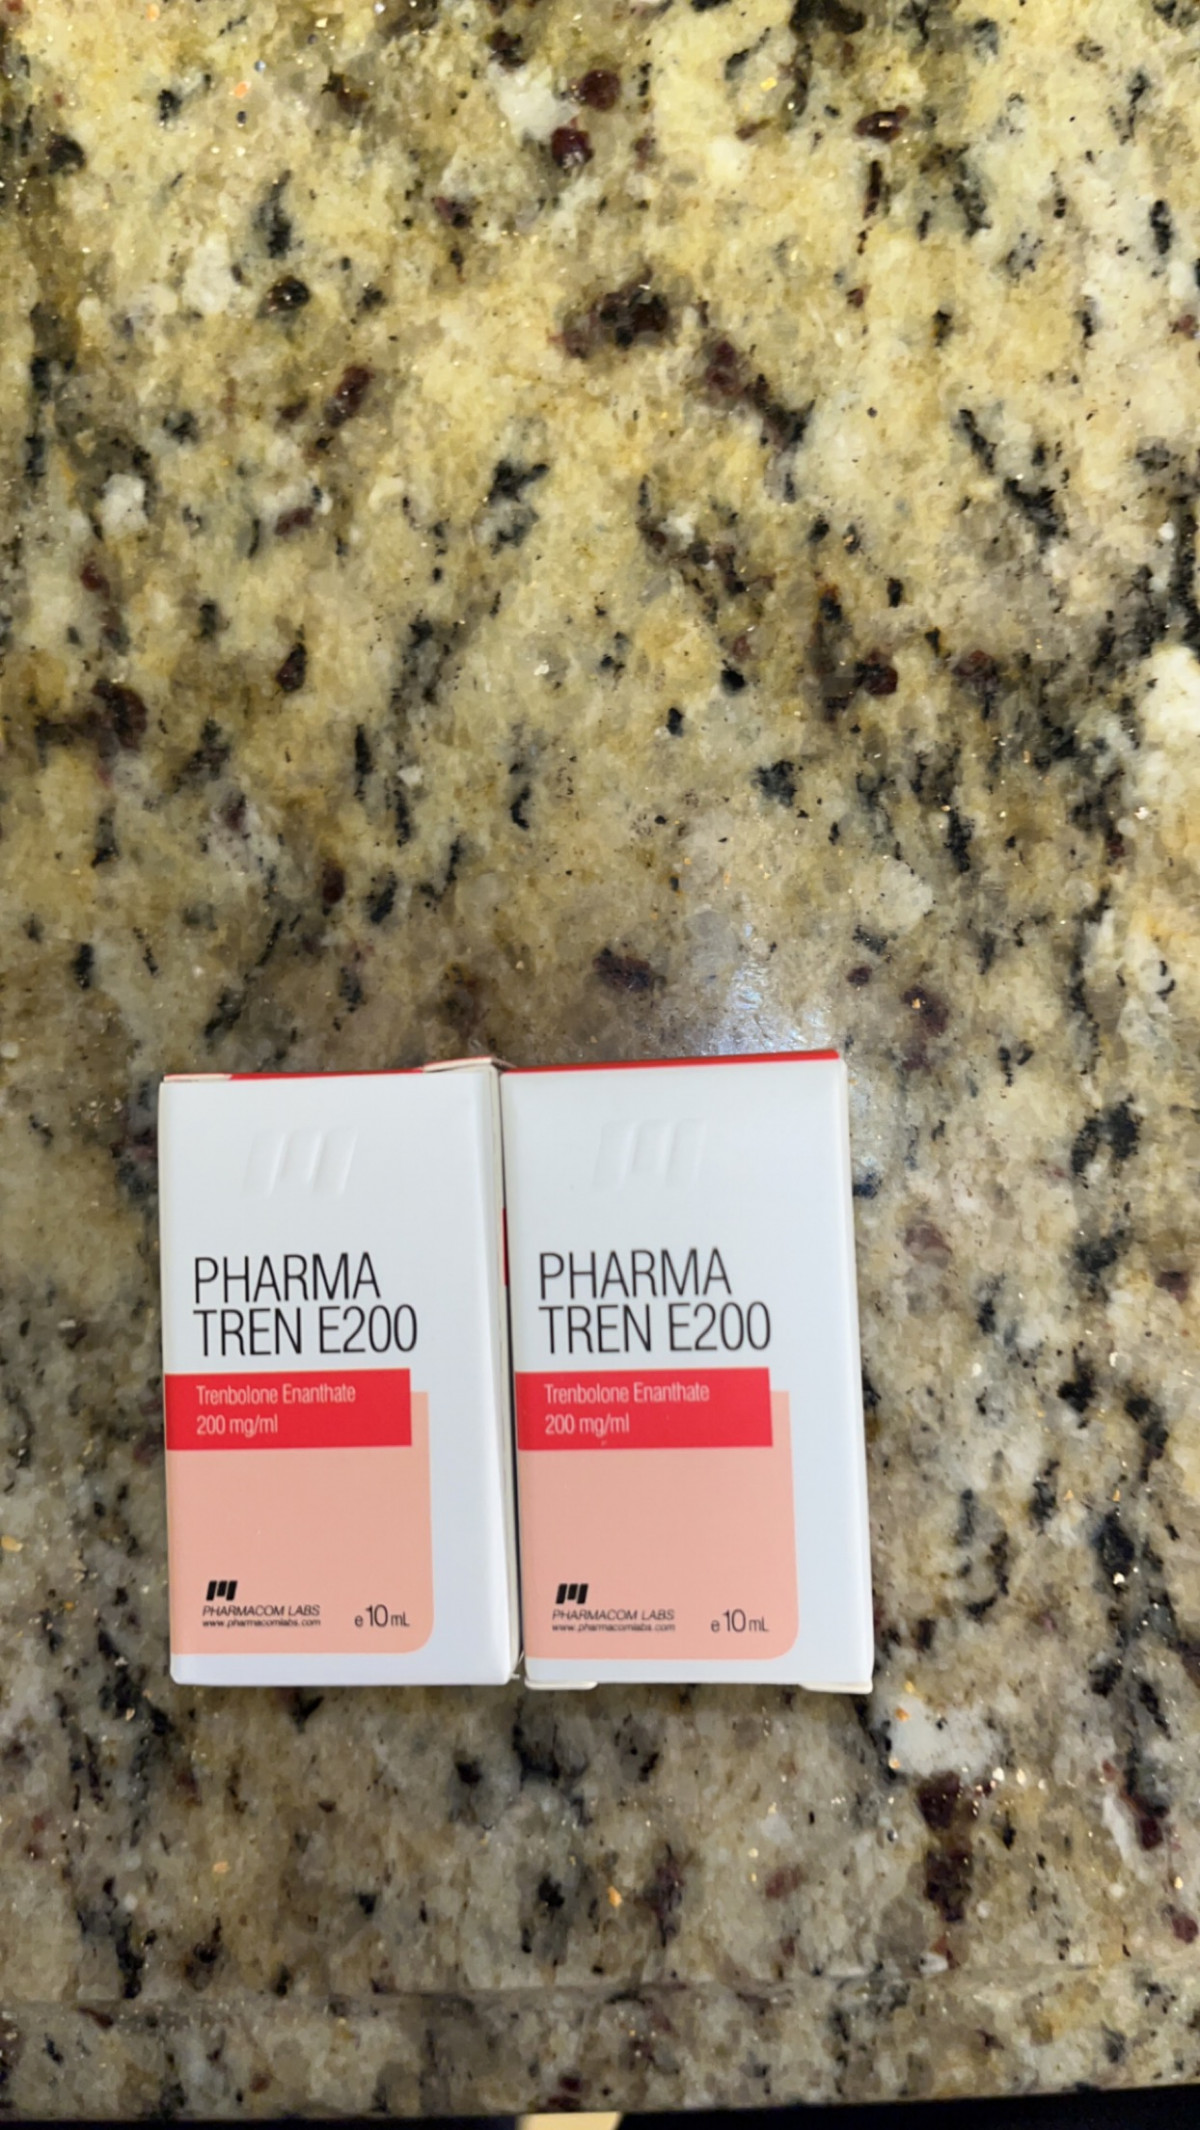 PHARMA
TREN E200
Trenbolone Enanthate
200 mg/ml
PHARMACOM LABS
www.pharmacomlabs.com
e 10 mL
PHARMA
TREN E200
Trenbolone Enanthate
200 mg/ml
PHARMACOM LABS
www.pharmacomlabs.com
e 10 mL